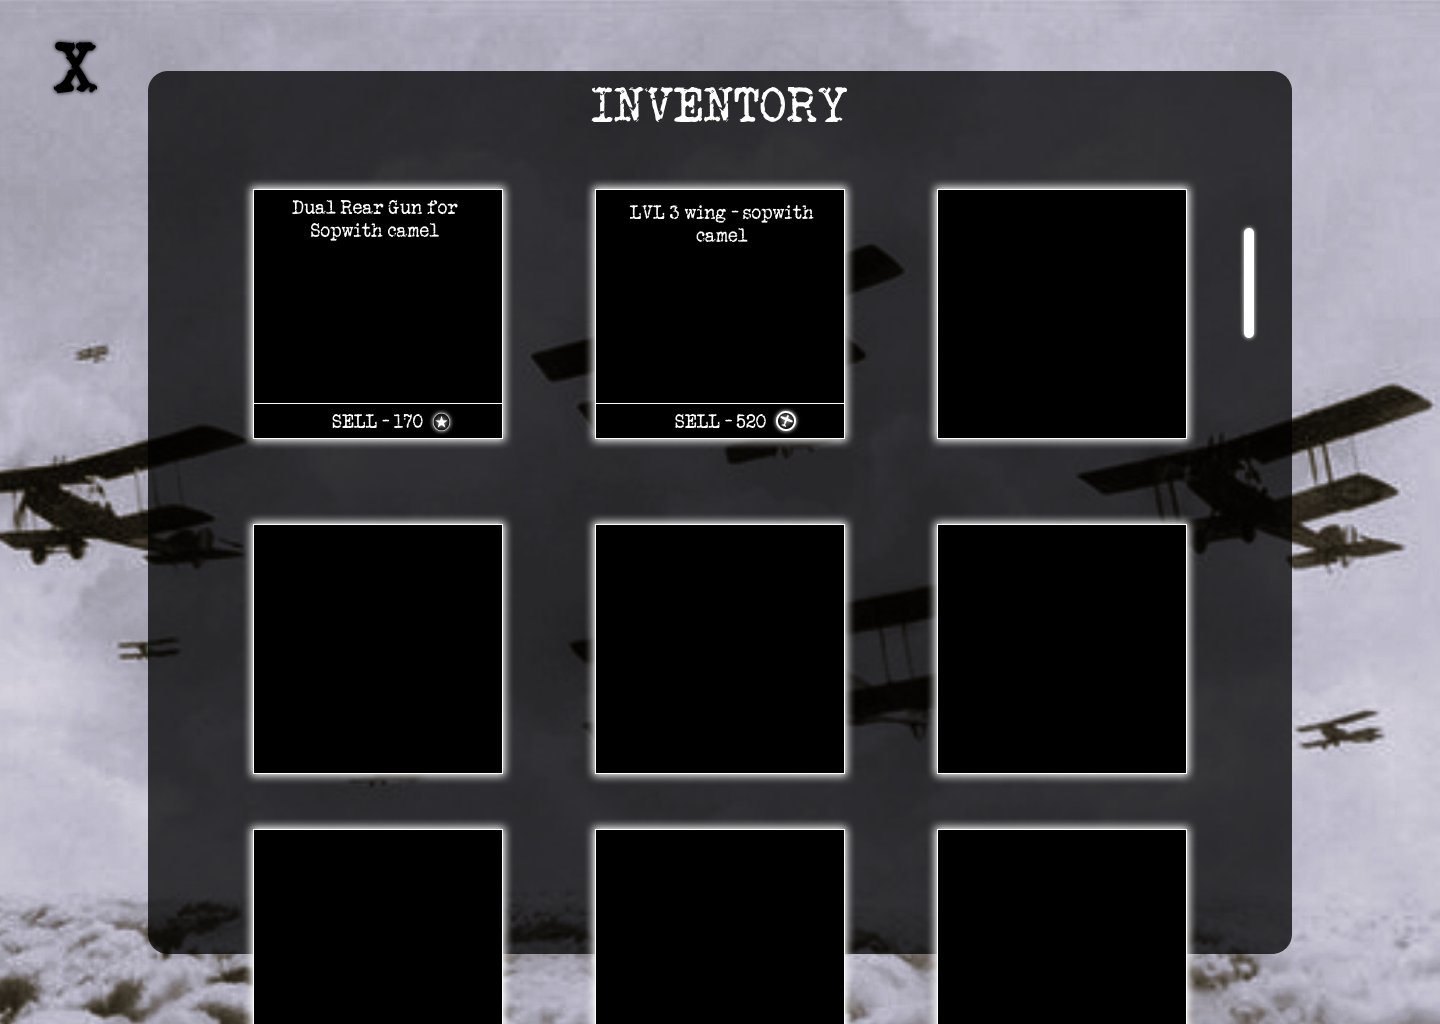 X
INVENTORY
Dual Rear Gun for
Sopwith camel
LVL 3 wing - sopwith
camel
SELL - 170
SELL - 520